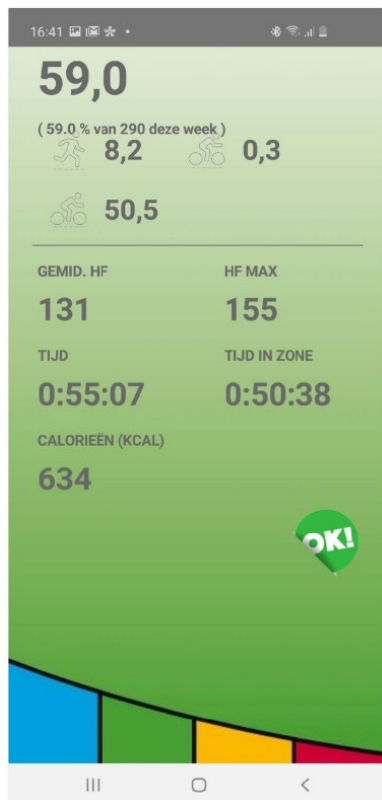 16:41
59,0
( 59.0 % van 290 deze week )
8,2 0,3
50,5
GEMID. HF HF MAX
131 155
TIJD TIJD IN ZONE
0:55:07 0:50:38
CALORIEËN (KCAL)
634
OK!